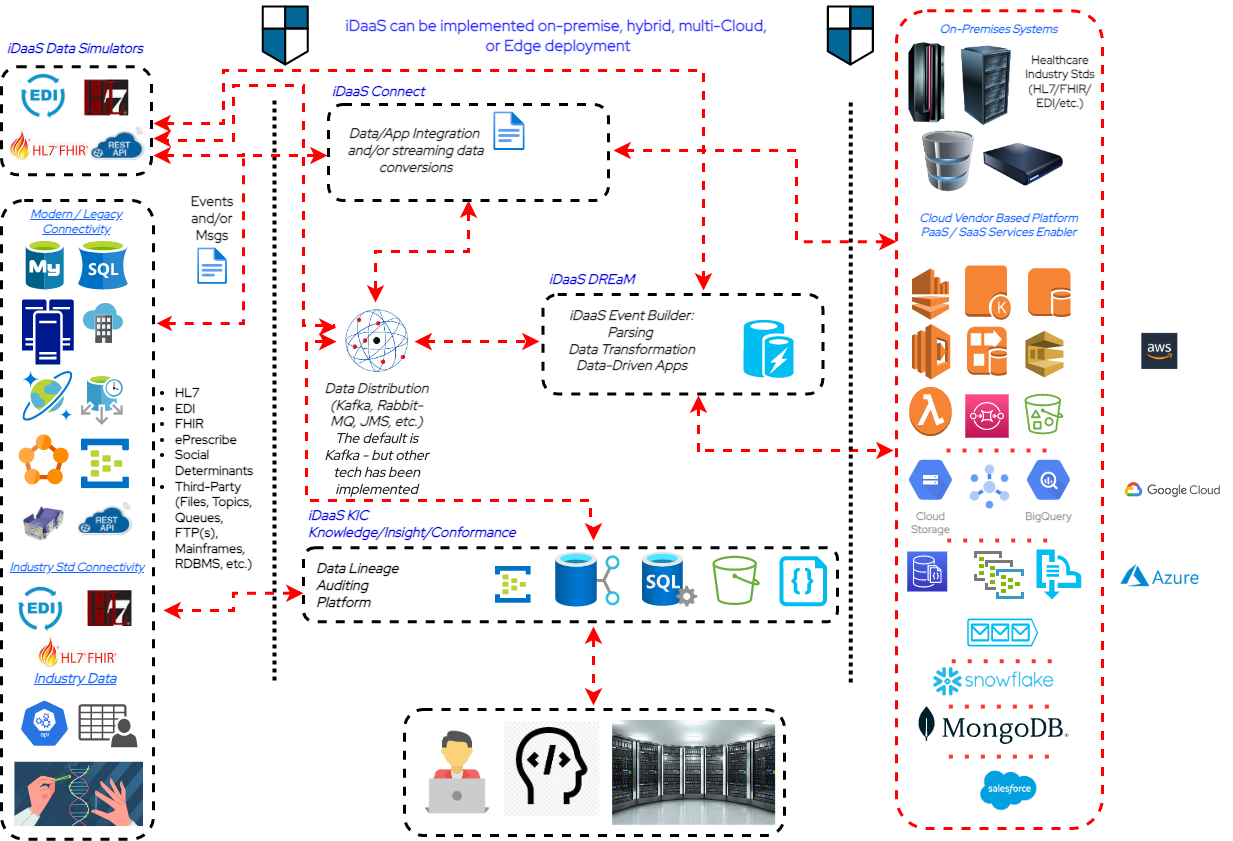 iDaaS can be implemented on-premise, hybrid, multi-Cloud,
or Edge deployment
iDaaS Data Simulators
EDI
H7
HL7 FHIR
REST
API
Modern / Legacy
Connectivity
My
SQL
REST
API
Industry Std Connectivity
EDI
H7
HL7 FHIR
Industry Data
api
Events
and/or
Msgs
• HL7
• EDI
• FHIR
• ePrescribe
• Social
Determinants
• Third-Party
(Files, Topics,
Queues,
FTP(s),
Mainframes,
RDBMS, etc.)
iDaaS Connect
Data/App Integration
and/or streaming data
conversions
iDaaS DREaM
iDaaS Event Builder:
Parsing
Data Transformation
Data-Driven Apps
Data Distribution
(Kafka, Rabbit-
MQ, JMS, etc.)
The default is
Kafka - but other
tech has been
implemented
iDaaS KIC
Knowledge/Insight/Conformance
Data Lineage
Auditing
Platform
SQL
{}
</>
On-Premises Systems
Healthcare
Industry Stds
(HL7/FHIR/
EDI/etc.)
Cloud Vendor Based Platform
PaaS / SaaS Services Enabler
K
λ
aws
Cloud
Storage
BigQuery
Google Cloud
Azure
snowflake
MongoDB®
salesforce